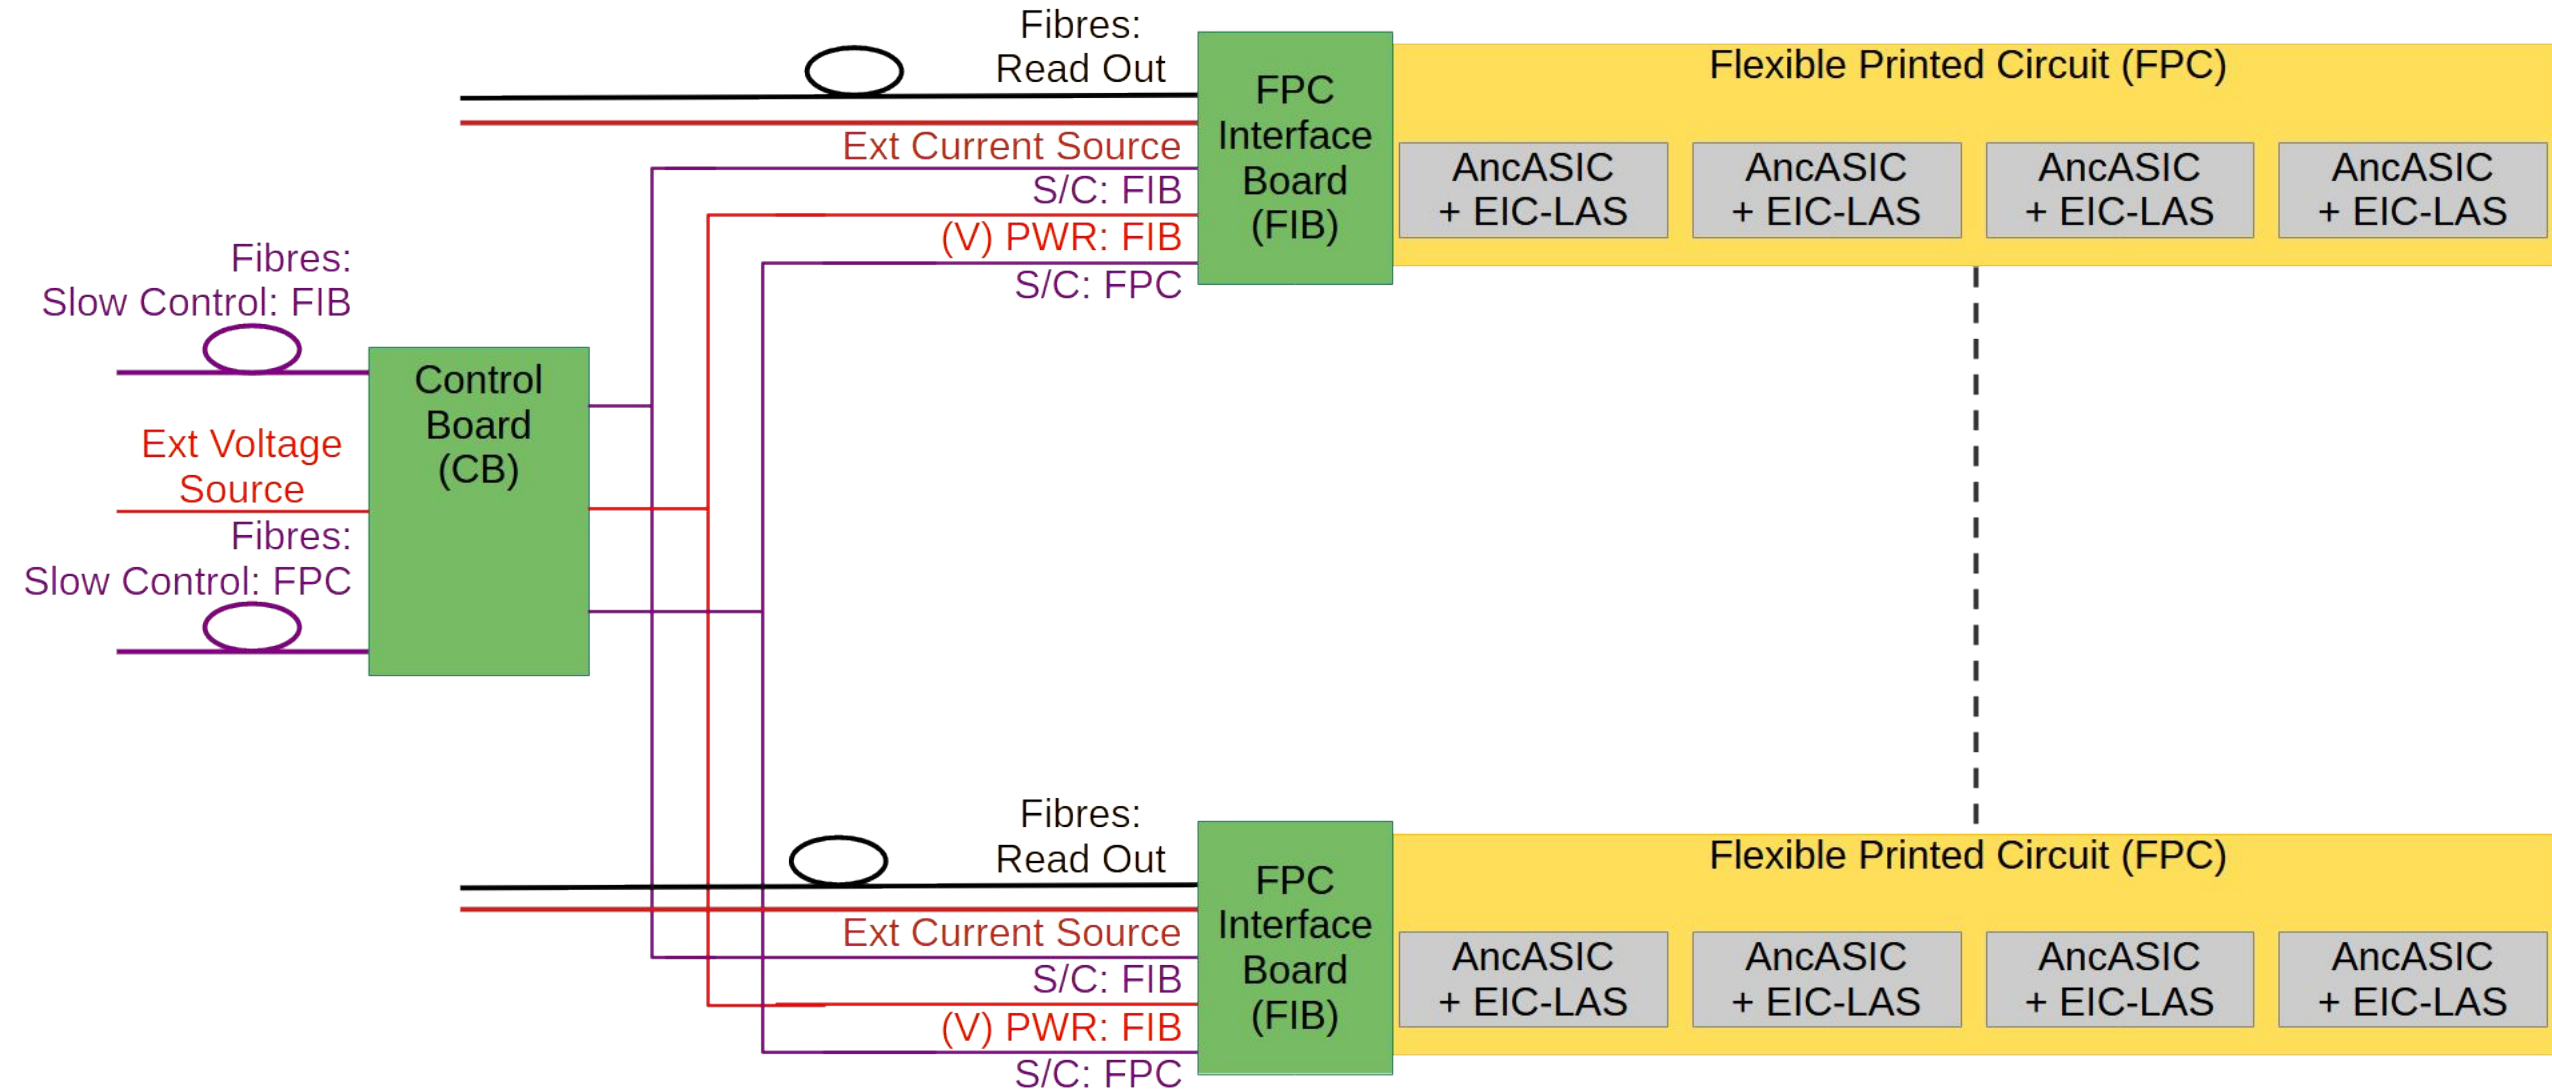 Fibres:
Read Out
Ext Current Source
S/C: FIB
(V) PWR: FIB
S/C: FPC
FPC
Interface
Board
(FIB)
Flexible Printed Circuit (FPC)
AncASIC
+ EIC-LAS
AncASIC
+ EIC-LAS
AncASIC
+ EIC-LAS
AncASIC
+ EIC-LAS
Fibres:
Slow Control: FIB
Ext Voltage
Source
Fibres:
Slow Control: FPC
Control
Board
(CB)
Fibres:
Read Out
Ext Current Source
S/C: FIB
(V) PWR: FIB
S/C: FPC
FPC
Interface
Board
(FIB)
Flexible Printed Circuit (FPC)
AncASIC
+ EIC-LAS
AncASIC
+ EIC-LAS
AncASIC
+ EIC-LAS
AncASIC
+ EIC-LAS